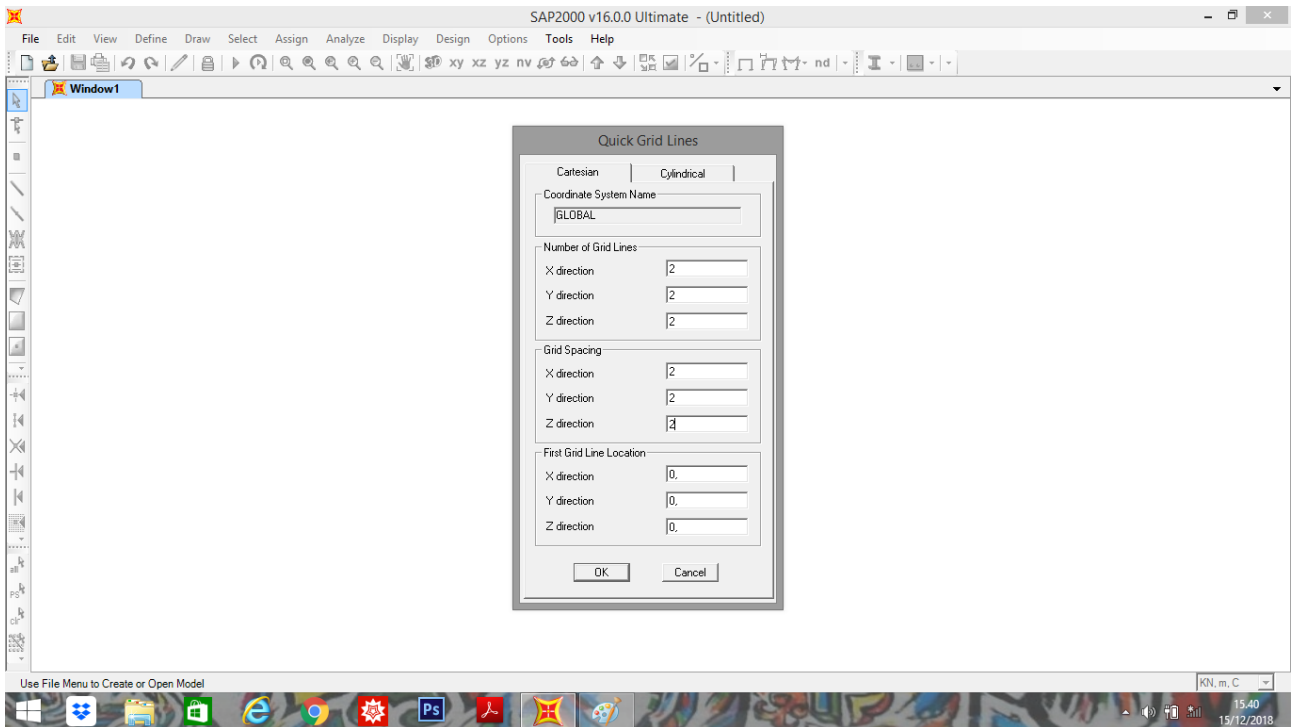 SAP2000 v16.0.0 Ultimate - (Untitled)
File Edit View Define Draw Select Assign Analyze Display Design Options Tools Help
xy xz yz nv nd
Window1
Quick Grid Lines
Cartesian Cylindrical
Coordinate System Name
GLOBAL
Number of Grid Lines
X direction 2
Y direction 2
Z direction 2
Grid Spacing
X direction 2
Y direction 2
Z direction 2
First Grid Line Location
X direction 0,
Y direction 0,
Z direction 0,
OK Cancel
all
PS
clr
Use File Menu to Create or Open Model
KN, m, C
Ps
15.40
15/12/2018